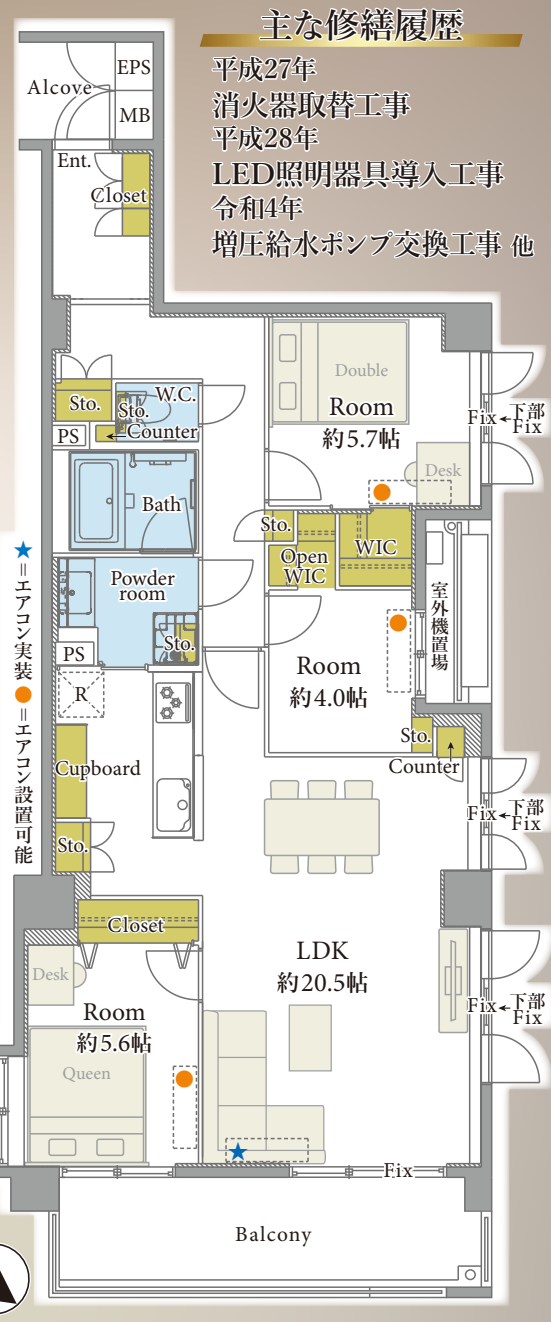 主な修繕履歴
平成27年
消火器取替工事
平成28年
LED照明器具導入工事
令和4年
増圧給水ポンプ交換工事 他
Alcove
EPS
MB
Ent.
Closet
Sto.
W.C.
Sto.
PS
←Counter
Bath
Double
Room
約5.7帖
Desk
Fix←下部
Fix
Sto.
Open
WIC
WIC
室外機置場
Powder
room
Sto.
PS
R
Room
約4.0帖
Sto.
Counter
★=エアコン実装 ●=エアコン設置可能
Cupboard
Sto.
Fix←下部
Fix
Closet
LDK
約20.5帖
Fix←下部
Fix
Desk
Room
約5.6帖
Queen
★
Fix
Balcony